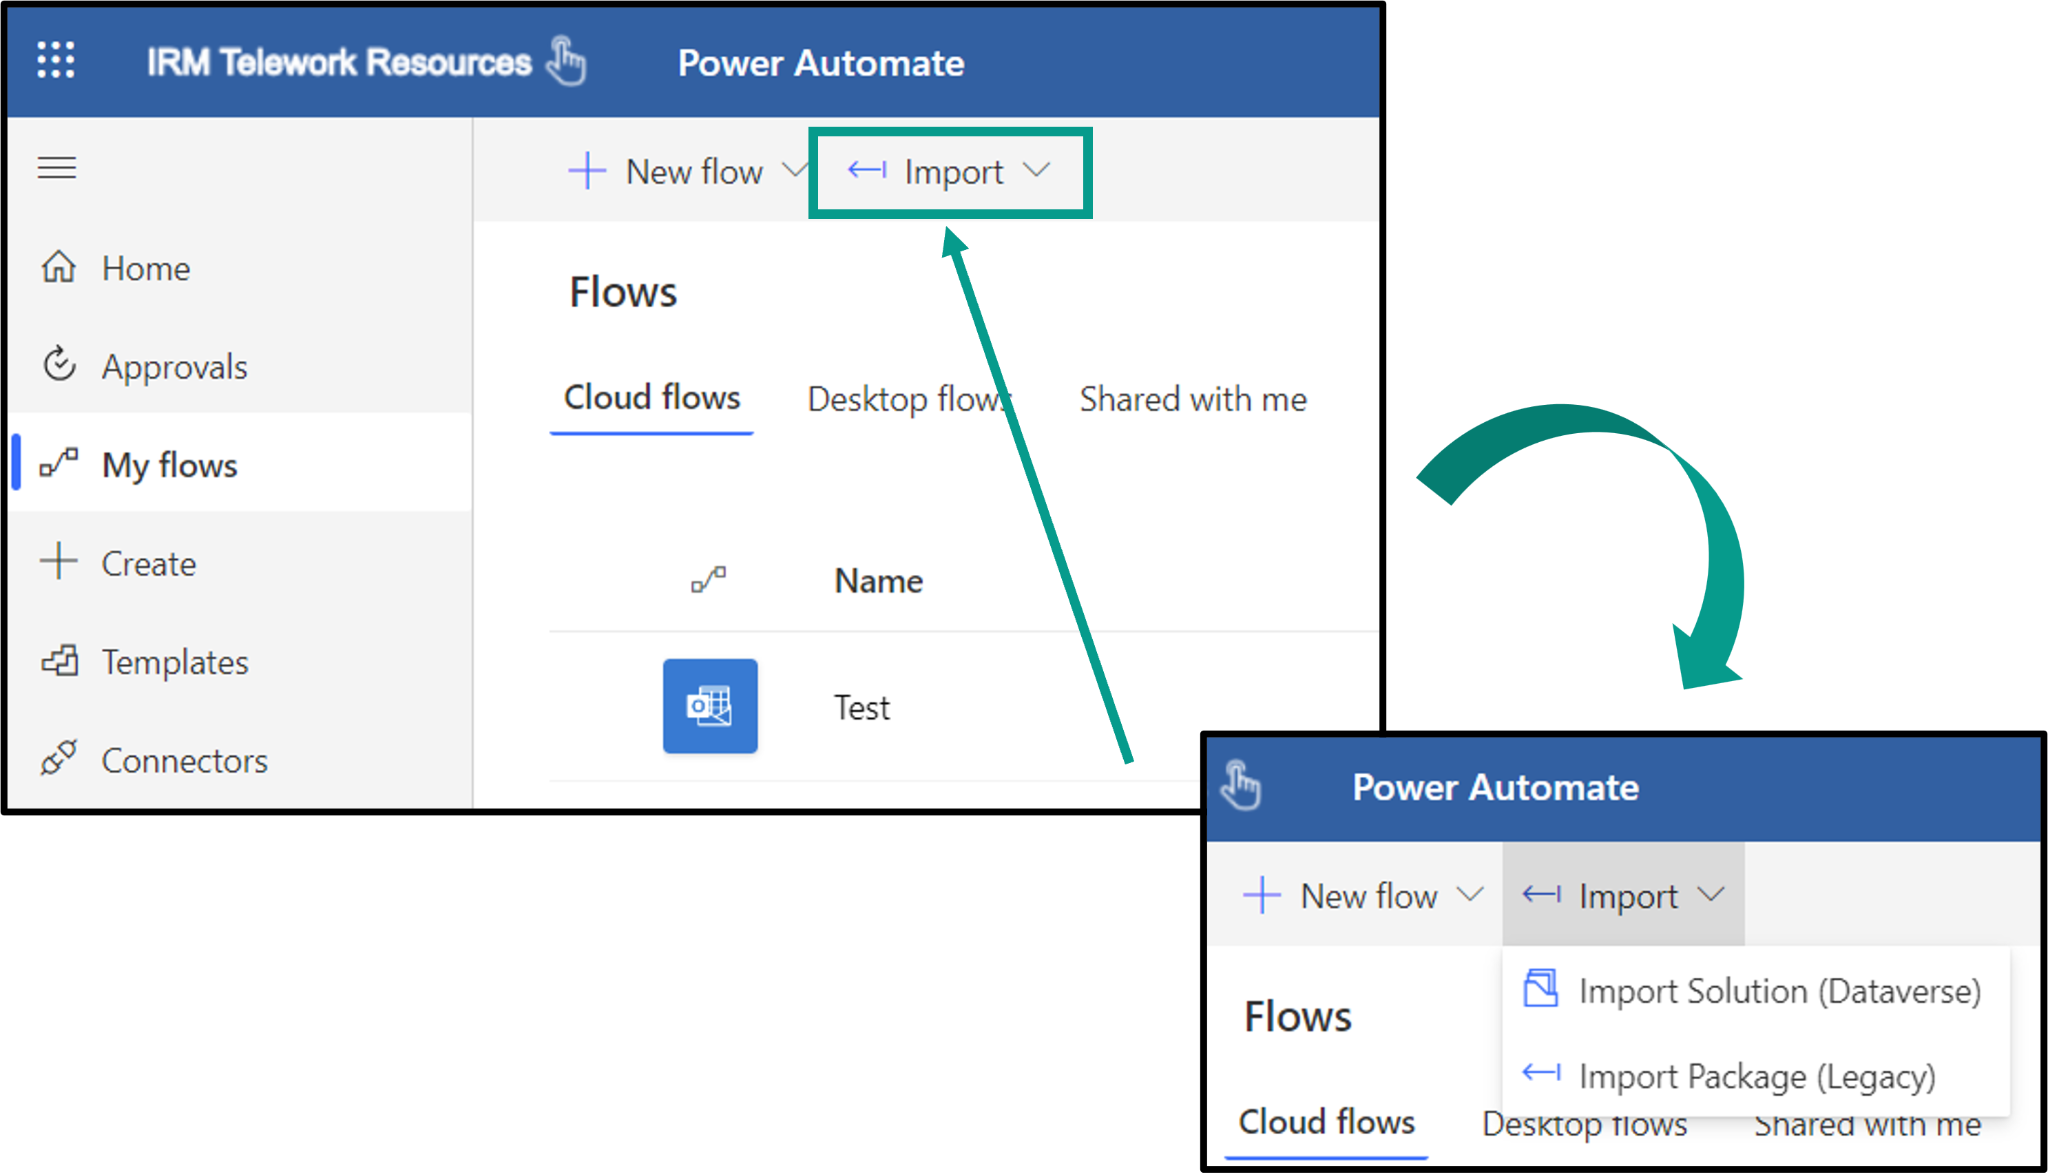 IRM Telework Resources Power Automate
New flow Import
Home
Approvals
My flows
Create
Templates
Connectors
Flows
Cloud flows Desktop flows Shared with me
Name
Test
Power Automate
New flow Import
Import Solution (Dataverse)
Import Package (Legacy)
Flows
Cloud flows Desktop flows Shared with me